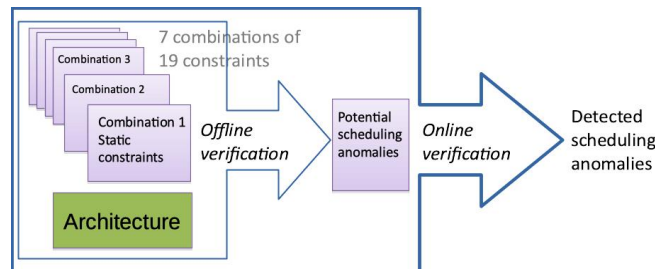 7 combinations of
19 constraints
Combination 3
Combination 2
Combination 1
Static
constraints
Architecture
Offline
verification
Potential
scheduling
anomalies
Online
verification
Detected
scheduling
anomalies